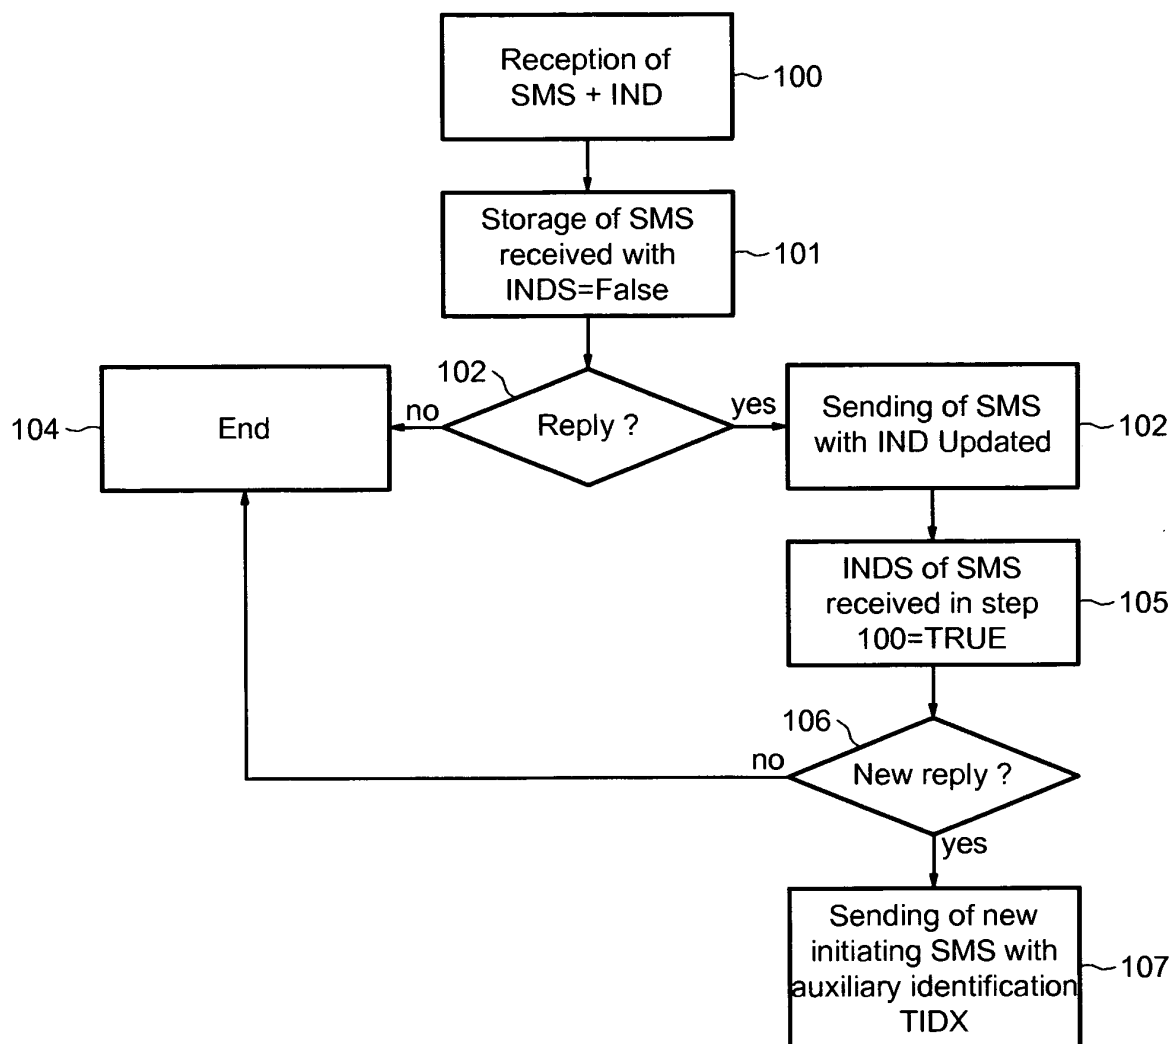 Reception of
SMS + IND
100
Storage of SMS
received with
INDS=False
101
102
Reply ?
no
yes
End
104
Sending of SMS
with IND Updated
102
INDS of SMS
received in step
100=TRUE
105
106
New reply ?
no
yes
Sending of new
initiating SMS with
auxiliary identification
TIDX
107